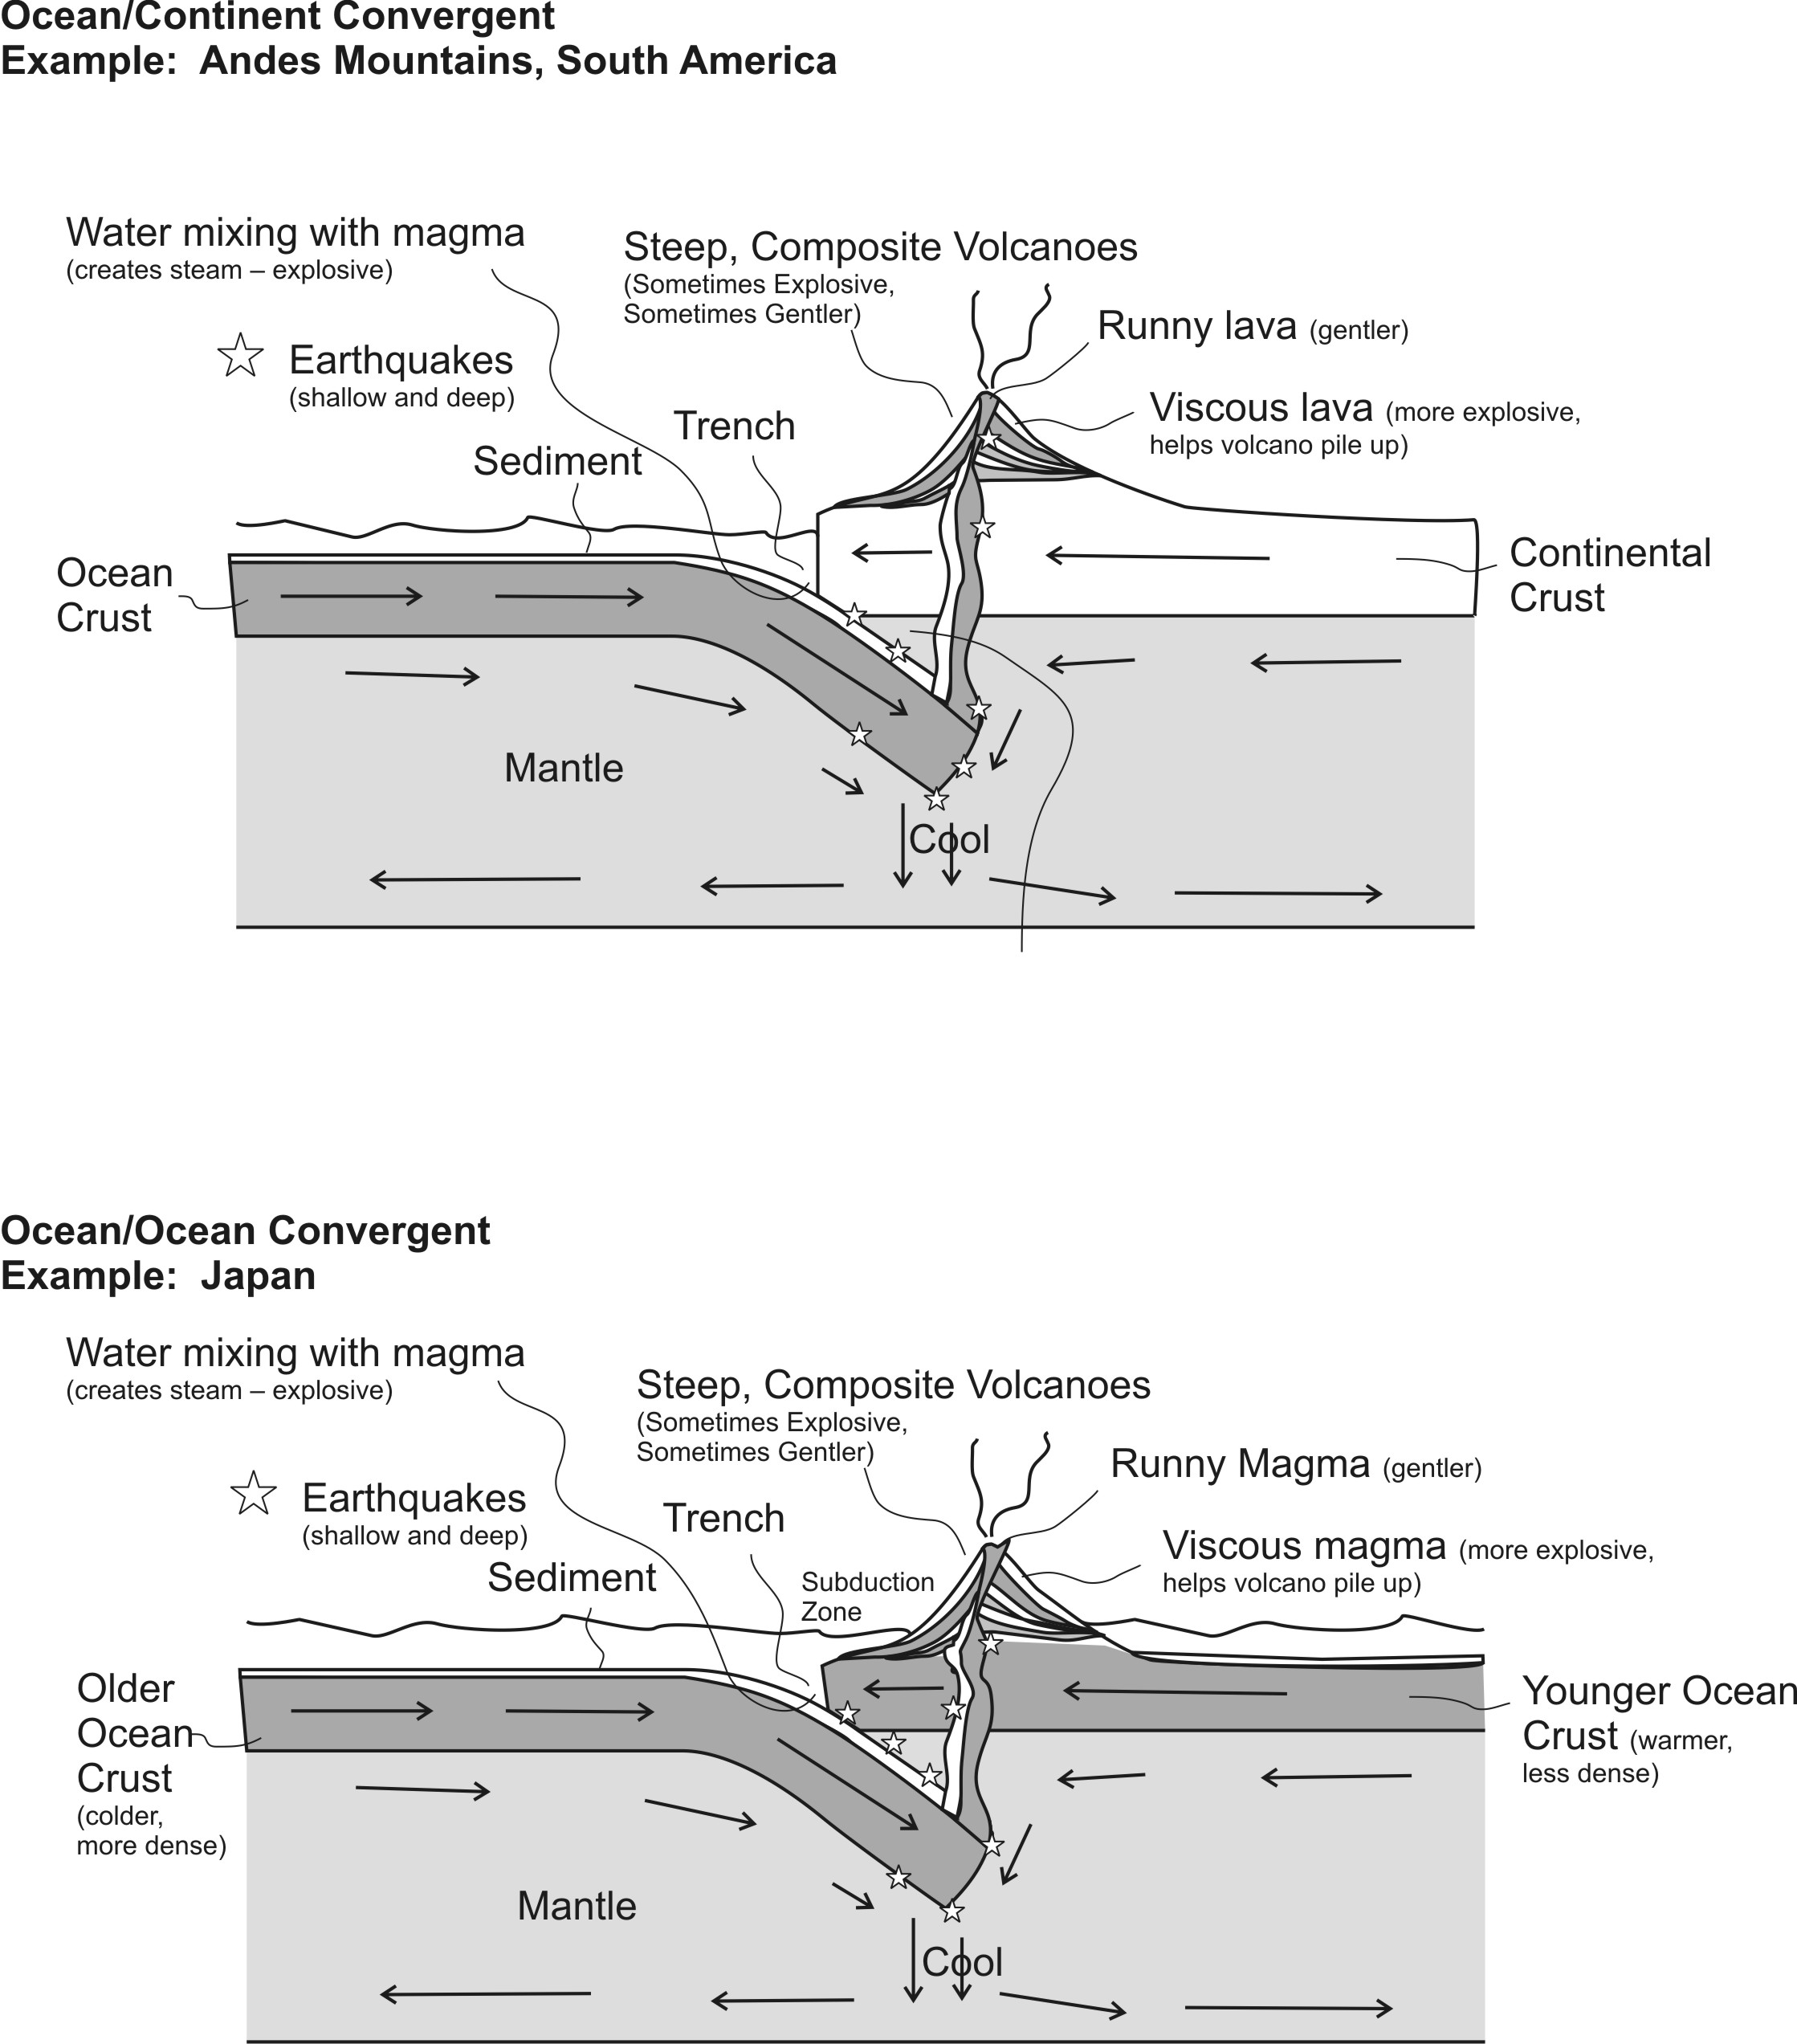 Ocean/Continent Convergent
Example:  Andes Mountains, South America
Water mixing with magma
(creates steam – explosive)
Steep, Composite Volcanoes
(Sometimes Explosive,
Sometimes Gentler)
Runny lava (gentler)
Earthquakes
(shallow and deep)
Viscous lava (more explosive,
helps volcano pile up)
Trench
Sediment
Ocean
Crust
Continental
Crust
Mantle
Cool
Ocean/Ocean Convergent
Example:  Japan
Water mixing with magma
(creates steam – explosive)
Steep, Composite Volcanoes
(Sometimes Explosive,
Sometimes Gentler)
Runny Magma (gentler)
Earthquakes
(shallow and deep)
Trench
Viscous magma (more explosive,
helps volcano pile up)
Sediment
Subduction
Zone
Older
Ocean
Crust
(colder,
more dense)
Younger Ocean
Crust (warmer,
less dense)
Mantle
Cool